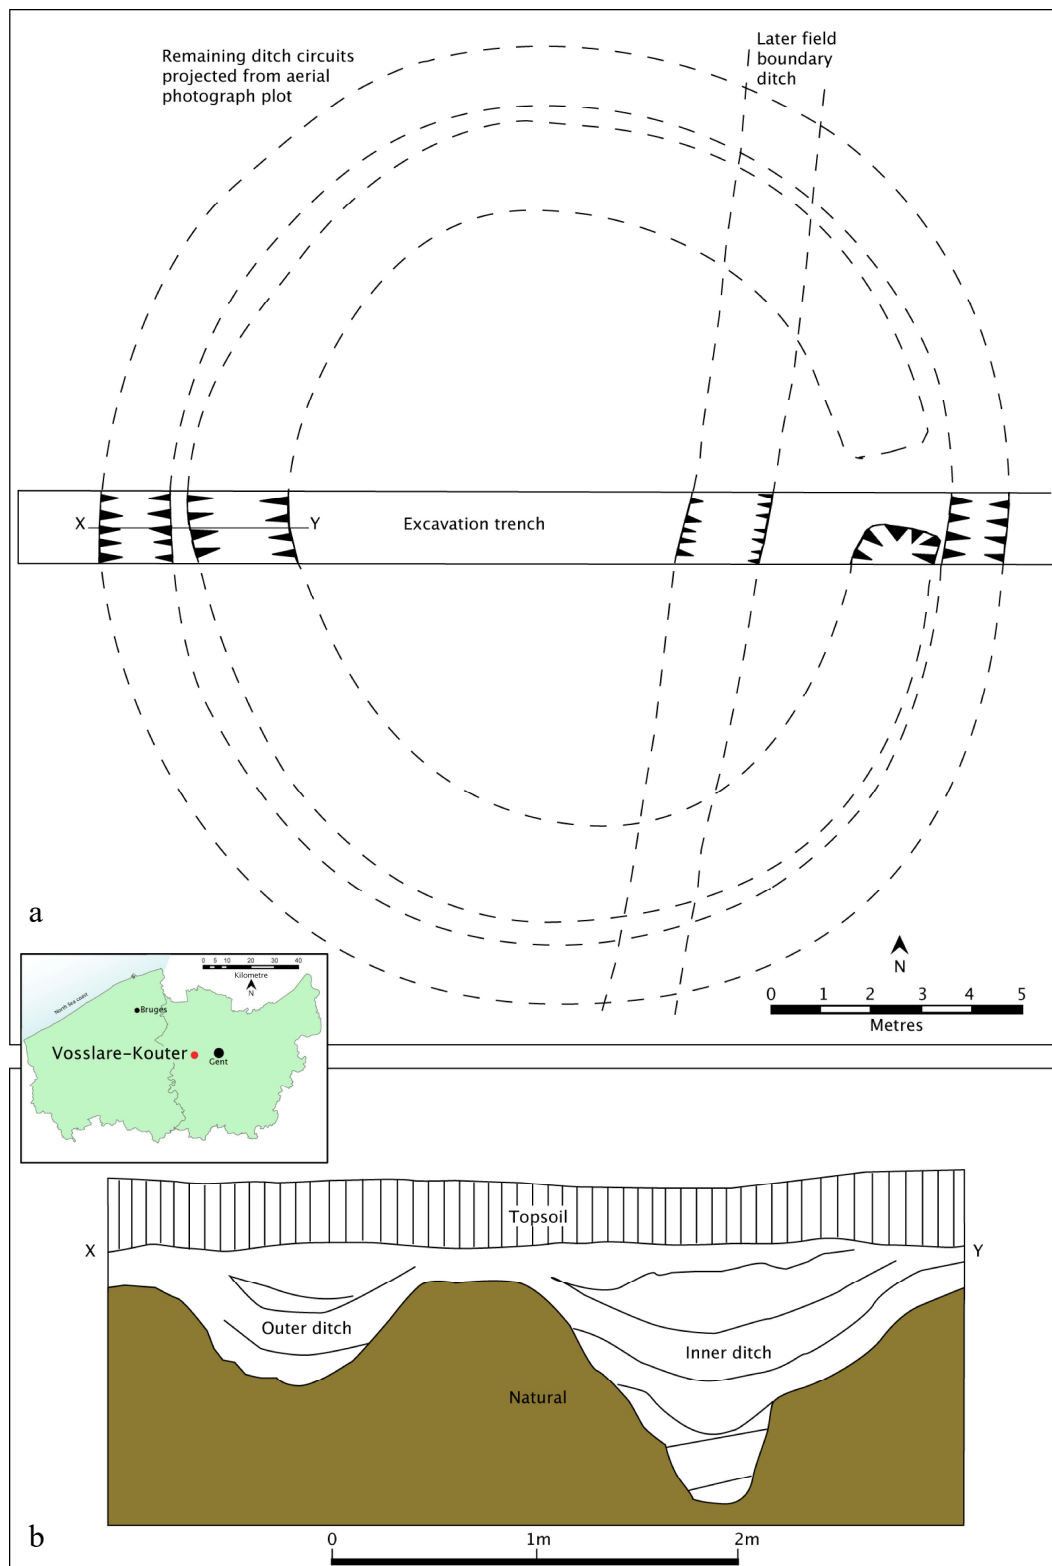 Remaining ditch circuits
projected from aerial
photograph plot
Later field
boundary
ditch
X
Y
Excavation trench
a
N
0 1 2 3 4 5
Metres
0 5 10 20 30 40
Kilometre
N
North Sea coast
Bruges
Vosslare-Kouter
Gent
Topsoil
X
Y
Outer ditch
Inner ditch
Natural
b
0 1m 2m